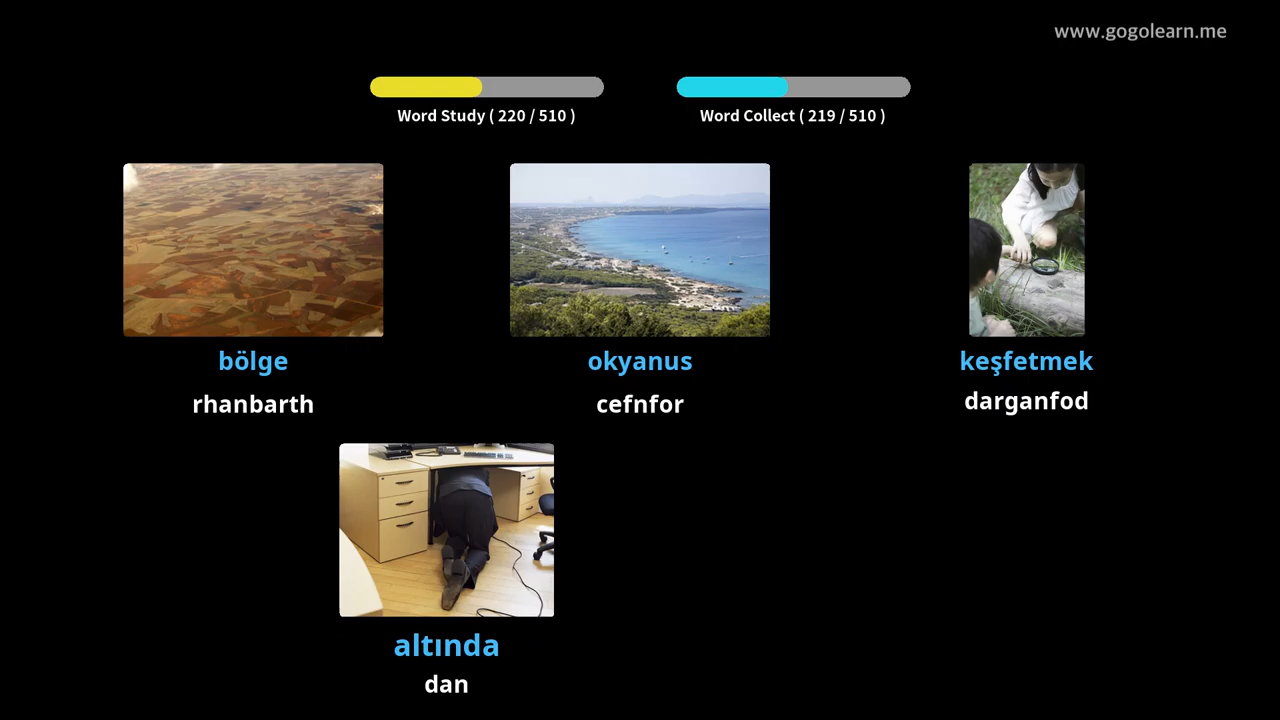 www.gogolearn.me
Word Study ( 220 / 510 )
Word Collect ( 219 / 510 )
bölge
rhanbarth
okyanus
cefnfor
keşfetmek
darganfod
altında
dan